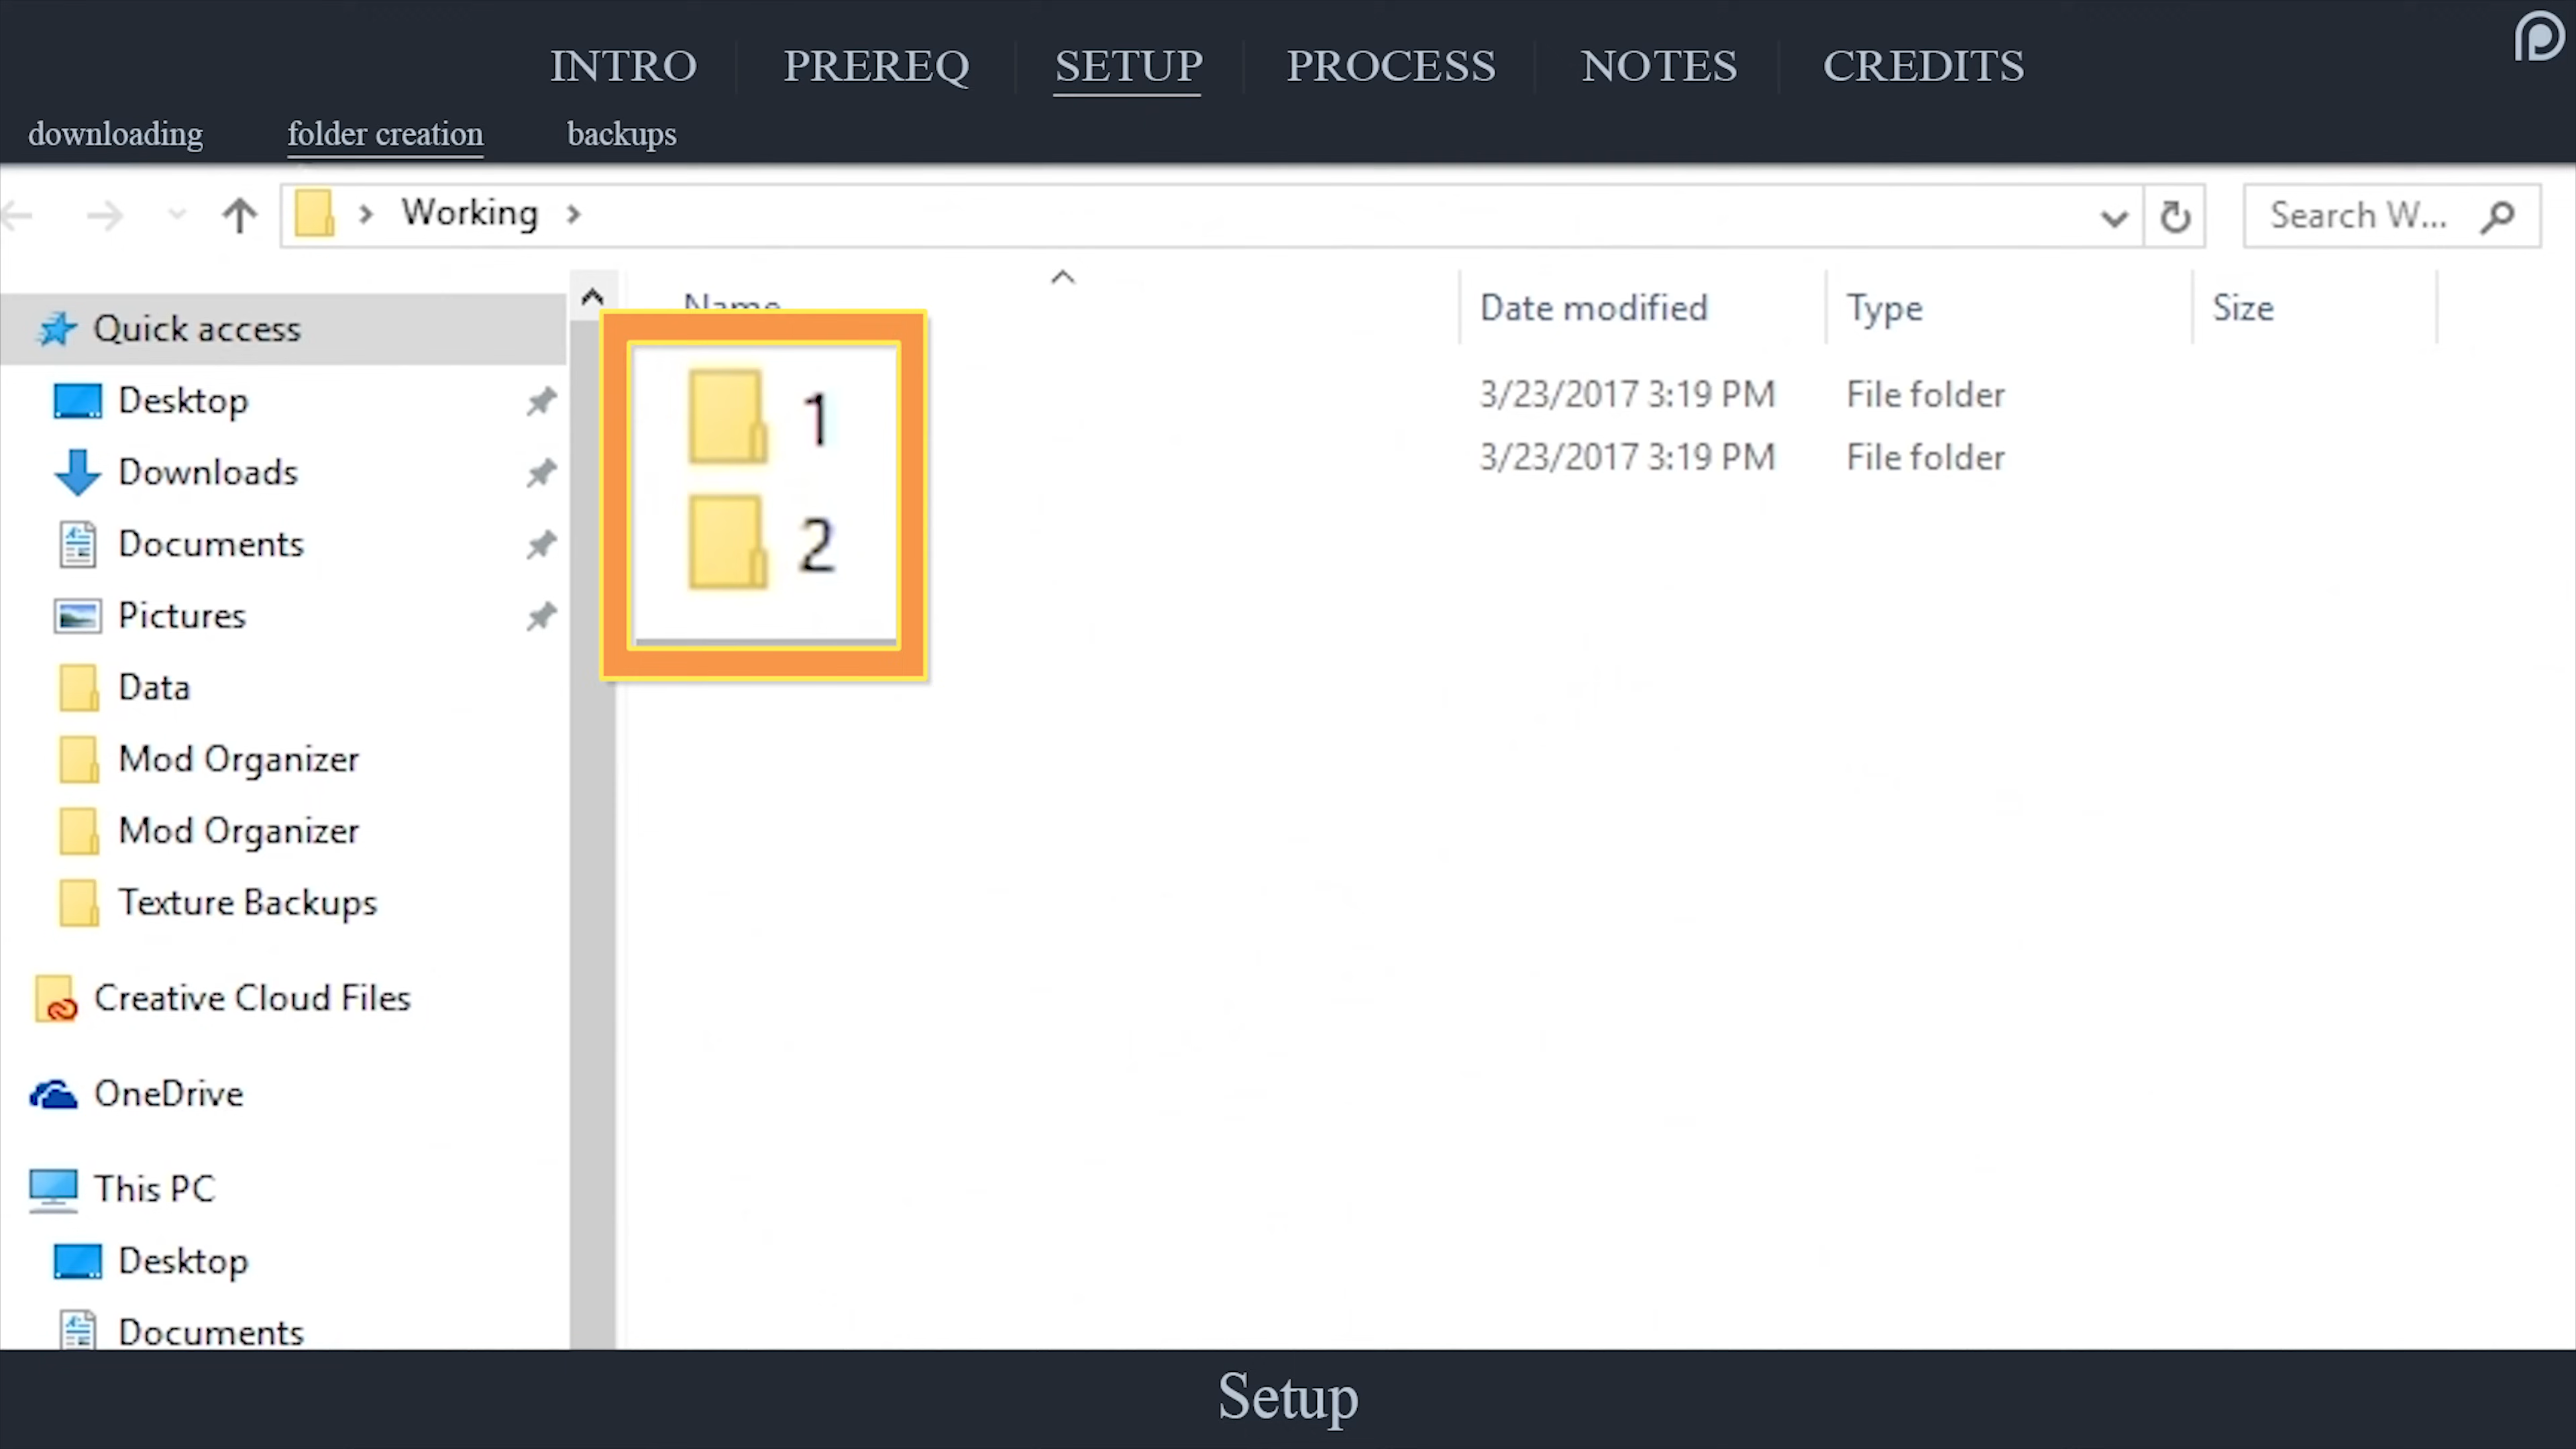 INTRO PREREQ SETUP PROCESS NOTES CREDITS
downloading folder creation backups
Working
Search W...
Name Date modified Type Size
Quick access
Desktop
Downloads
Documents
Pictures
Data
Mod Organizer
Mod Organizer
Texture Backups
Creative Cloud Files
OneDrive
This PC
Desktop
Documents
1 3/23/2017 3:19 PM File folder
2 3/23/2017 3:19 PM File folder
Setup